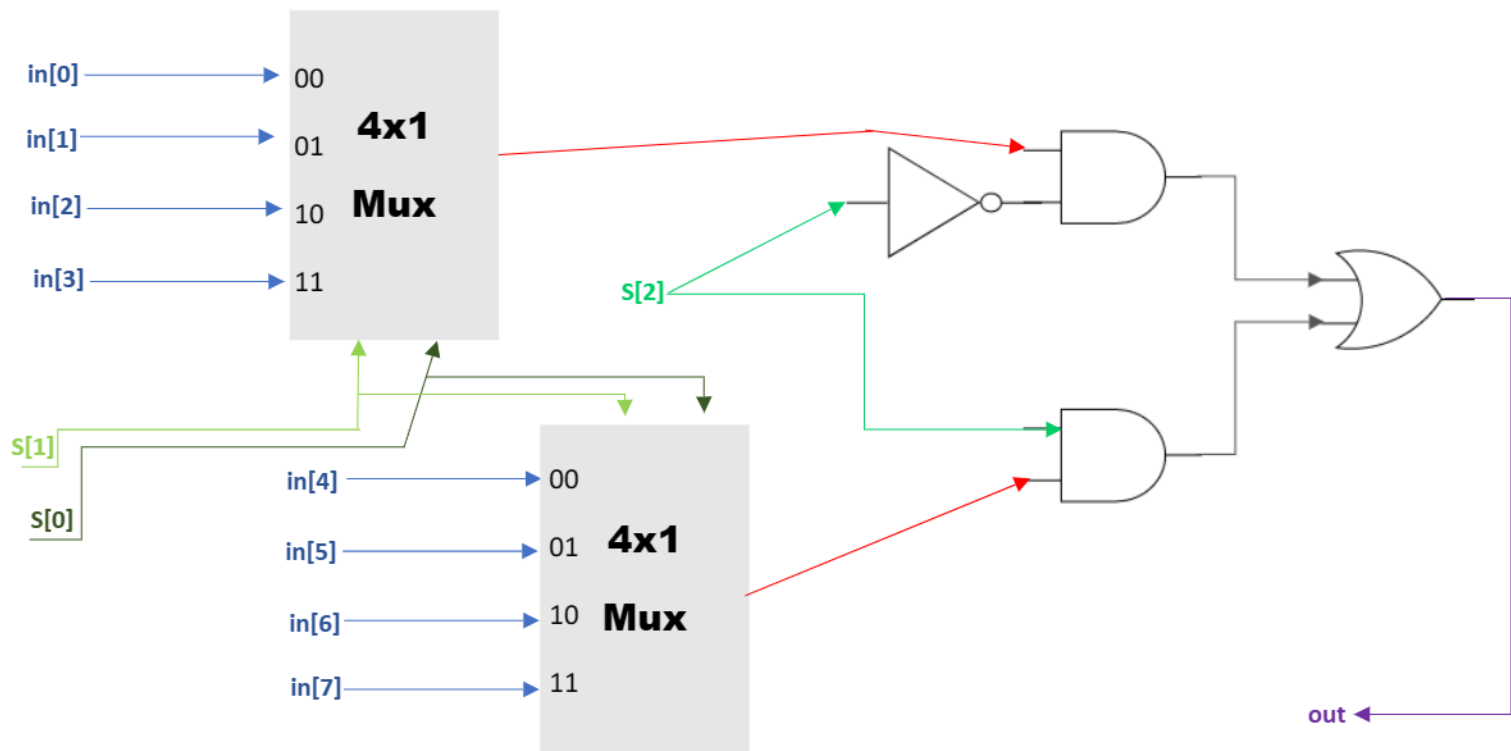 in[0]
00
in[1]
01
4x1
in[2]
10
Mux
in[3]
11
S[2]
S[1]
S[0]
in[4]
00
in[5]
01
4x1
in[6]
10
Mux
in[7]
11
out